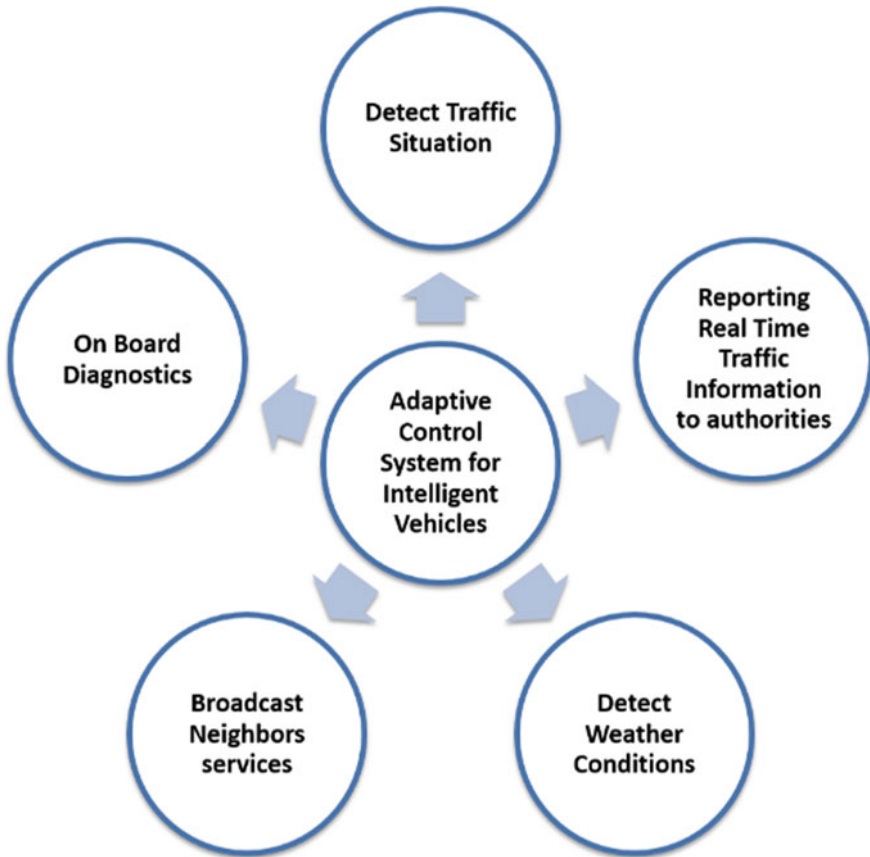 Detect Traffic
Situation
Reporting
Real Time
Traffic
Information
to authorities
On Board
Diagnostics
Adaptive
Control
System for
Intelligent
Vehicles
Broadcast
Neighbors
services
Detect
Weather
Conditions